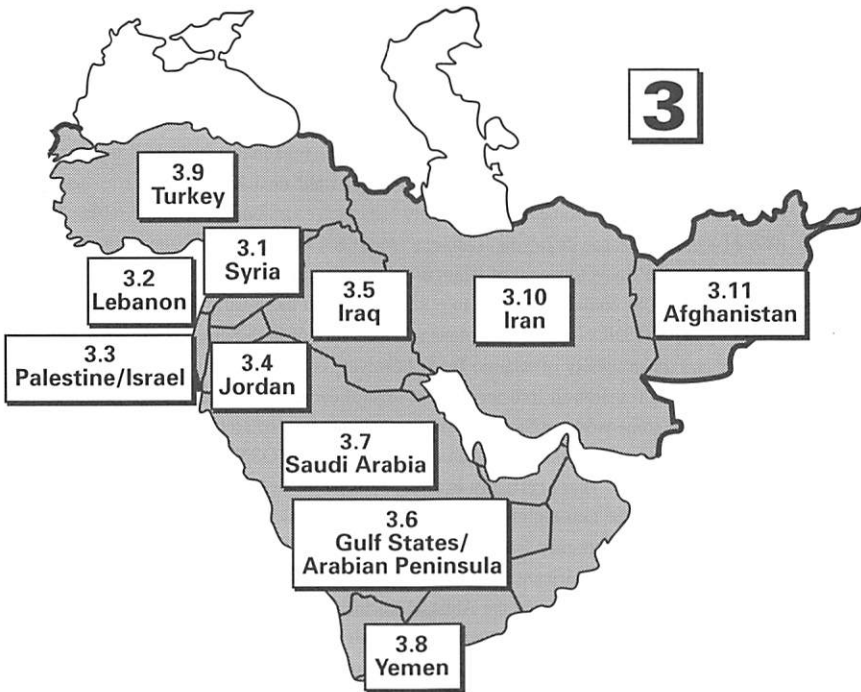 3
3.9
Turkey
3.1
Syria
3.2
Lebanon
3.5
Iraq
3.10
Iran
3.11
Afghanistan
3.3
Palestine/Israel
3.4
Jordan
3.7
Saudi Arabia
3.6
Gulf States/
Arabian Peninsula
3.8
Yemen